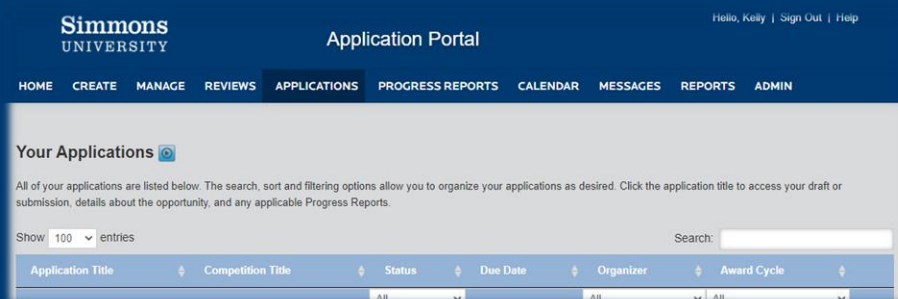 Simmons
UNIVERSITY
Application Portal
Hello, Kelly | Sign Out | Help
HOME CREATE MANAGE REVIEWS APPLICATIONS PROGRESS REPORTS CALENDAR MESSAGES REPORTS ADMIN
Your Applications
All of your applications are listed below. The search, sort and filtering options allow you to organize your applications as desired. Click the application title to access your draft or
submission, details about the opportunity, and any applicable Progress Reports.
Show 100 entries Search:
Application Title Competition Title Status Due Date Organizer Award Cycle
All All All